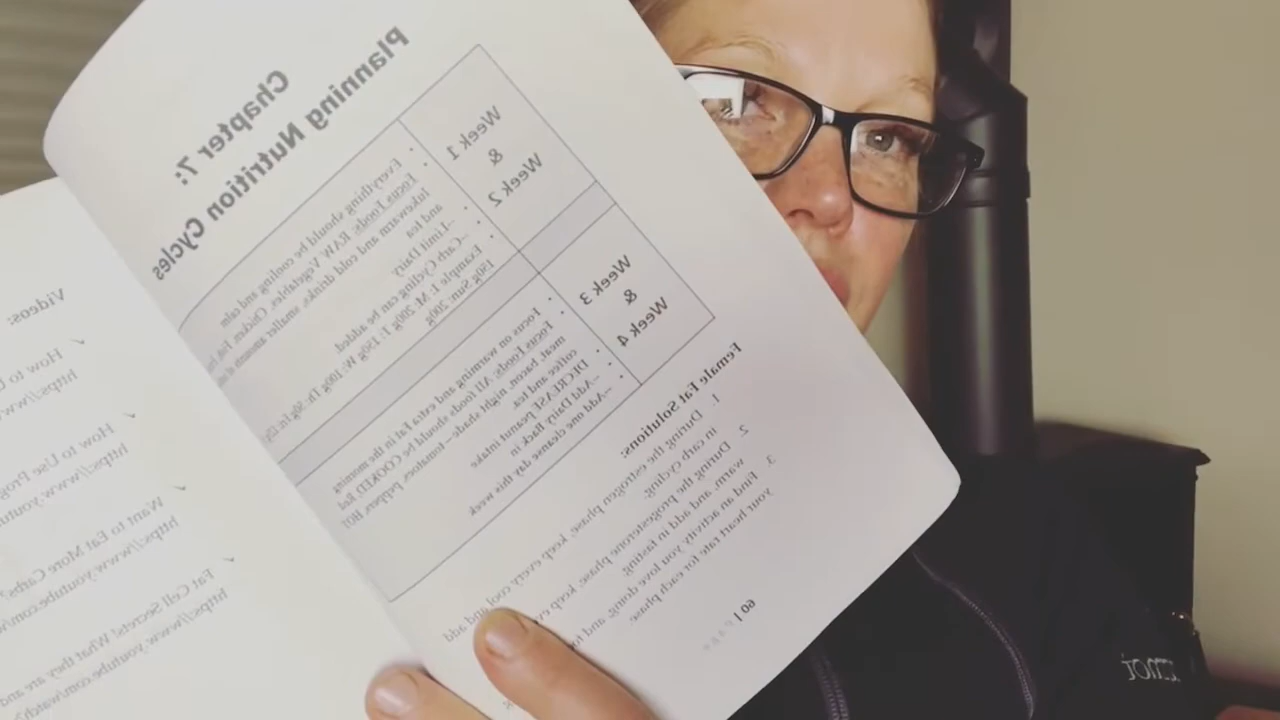 Chapter 7:
Planning Nutrition Cycles
Week 1
&
Week 2
Everything should be cooling and calm
Focus Foods: RAW Vegetables, Chicken, Fish,
lukewarm and cold drinks, smaller amount
and tea
~Limit Dairy
~Carb Cycling can be added.
Example 1: M: 200g T: 150g W: 100g Th: 50g F:
150g Sun: 200g
Week 3
&
Week 4
Focus on warming and extra Fat in the morning
Focus Foods: All foods should be COOKED, Red
meat, bacon, night shade—tomatoes, peppers, HOT
coffee and tea.
DECREASE peanut intake
~Add Dairy Back in
~Add one cleanse day this week
Female Fat Solutions:
1. During the estrogen phase, keep every cool and add
in carb cycling.
2. During the progesterone phase, keep
warm and add in fasting.
3. Find an activity you love doing, and
your heart rate for each phase.
60 |
Videos:
✓ How to
https://www.
✓ How to Use Prog
https://www.youtu
✓ Want to Eat More Carbs?
https://www.youtube.com/w
✓ Fat Cell Secrets! What they are and
https://www.youtube.com/watch?